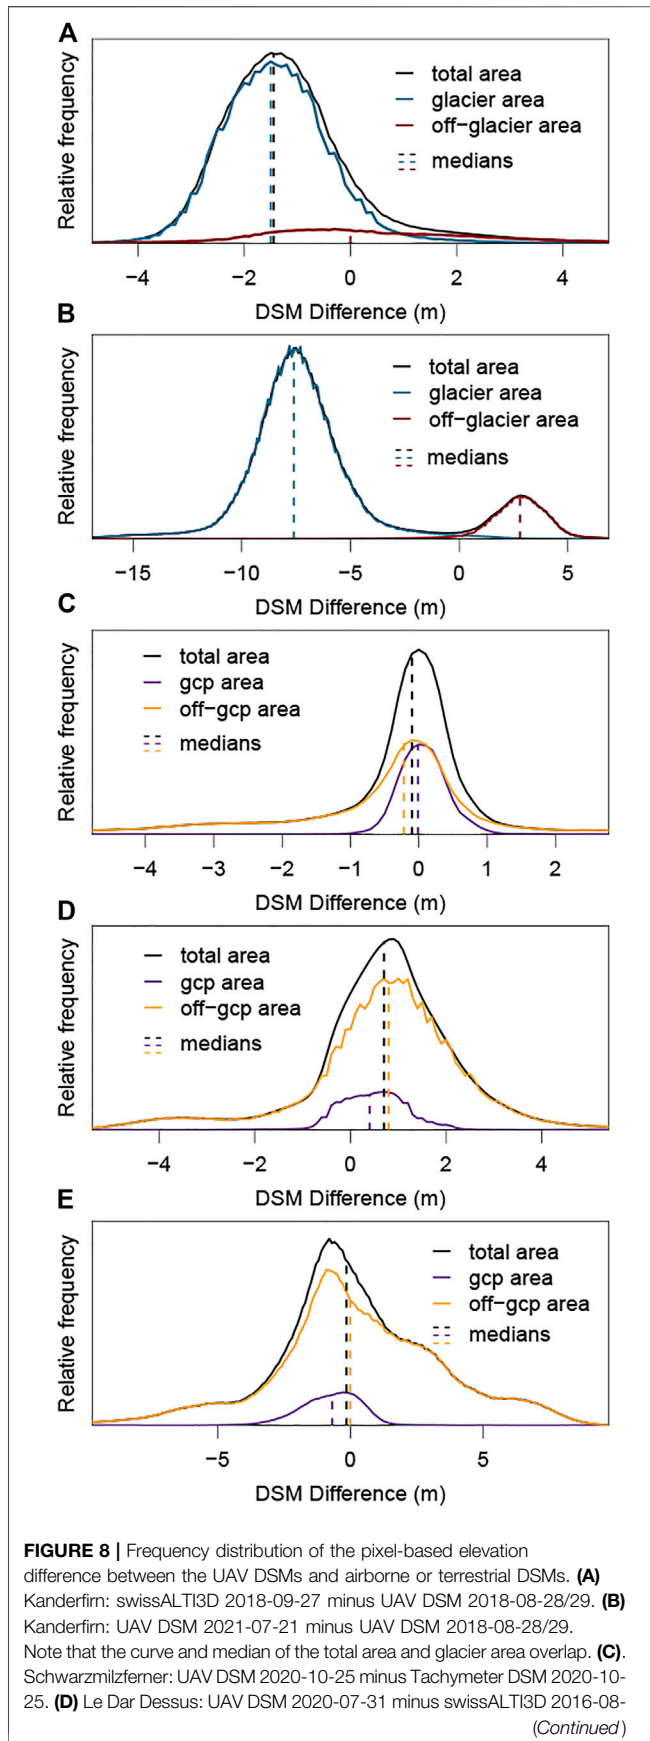 A
Relative frequency
total area
glacier area
off-glacier area
medians
−4 −2 0 2 4
DSM Difference (m)
B
Relative frequency
total area
glacier area
off-glacier area
medians
−15 −10 −5 0 5
DSM Difference (m)
C
Relative frequency
total area
gcp area
off-gcp area
medians
−4 −3 −2 −1 0 1 2
DSM Difference (m)
D
Relative frequency
total area
gcp area
off-gcp area
medians
−4 −2 0 2 4
DSM Difference (m)
E
Relative frequency
total area
gcp area
off-gcp area
medians
−5 0 5
DSM Difference (m)
FIGURE 8 | Frequency distribution of the pixel-based elevation
difference between the UAV DSMs and airborne or terrestrial DSMs. (A)
Kanderfirn: swissALTI3D 2018-09-27 minus UAV DSM 2018-08-28/29. (B)
Kanderfirn: UAV DSM 2021-07-21 minus UAV DSM 2018-08-28/29.
Note that the curve and median of the total area and glacier area overlap. (C).
Schwarzmilzferner: UAV DSM 2020-10-25 minus Tachymeter DSM 2020-10-
25. (D) Le Dar Dessus: UAV DSM 2020-07-31 minus swissALTI3D 2016-08-
(Continued)